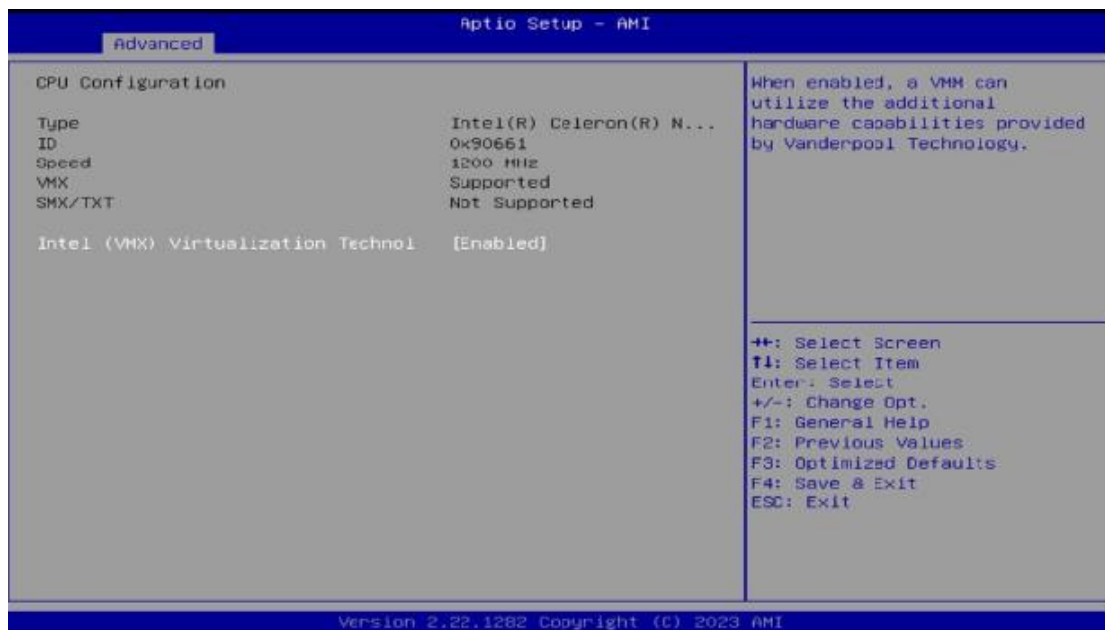 Aptio Setup - AMI
Advanced
CPU Configuration
Type Intel(R) Celeron(R) N...
ID 0x90661
Speed 1200 MHz
VMX Supported
SMX/TXT Not Supported
Intel (VMX) Virtualization Technol [Enabled]
When enabled, a VMM can
utilize the additional
hardware capabilities provided
by Vanderpool Technology.
→←: Select Screen
↑↓: Select Item
Enter: Select
+/-: Change Opt.
F1: General Help
F2: Previous Values
F3: Optimized Defaults
F4: Save & Exit
ESC: Exit
Version 2.22.1282 Copyright (C) 2023 AMI